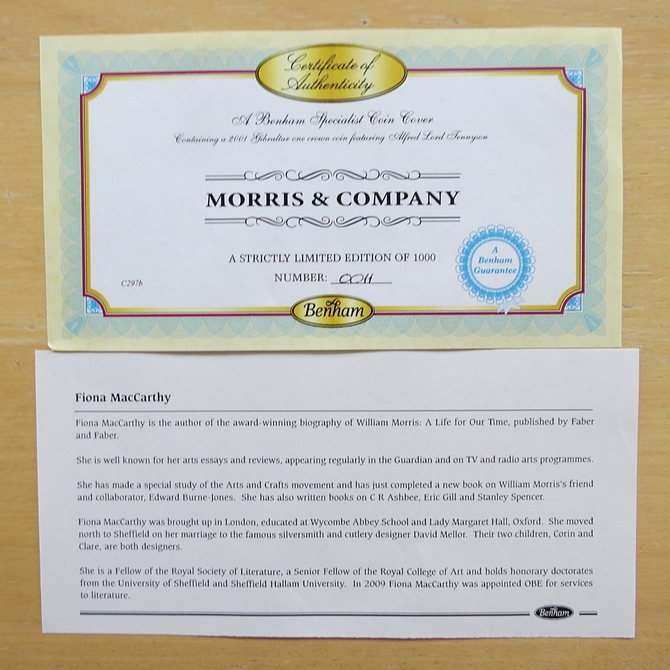 Certificate of
Authenticity
A Benham Specialist Coin Cover
Containing a 2001 Gibraltar one crown coin featuring Alfred Lord Tennyson
MORRIS & COMPANY
A STRICTLY LIMITED EDITION OF 1000
NUMBER: 0011
A
Benham
Guarantee
C297b
Benham
Fiona MacCarthy
Fiona MacCarthy is the author of the award-winning biography of William Morris: A Life for Our Time, published by Faber
and Faber.
She is well known for her arts essays and reviews, appearing regularly in the Guardian and on TV and radio arts programmes.
She has made a special study of the Arts and Crafts movement and has just completed a new book on William Morris's friend
and collaborator, Edward Burne-Jones. She has also written books on C R Ashbee, Eric Gill and Stanley Spencer.
Fiona MacCarthy was brought up in London, educated at Wycombe Abbey School and Lady Margaret Hall, Oxford. She moved
north to Sheffield on her marriage to the famous silversmith and cutlery designer David Mellor. Their two children, Corin and
Clare, are both designers.
She is a Fellow of the Royal Society of Literature, a Senior Fellow of the Royal College of Art and holds honorary doctorates
from the University of Sheffield and Sheffield Hallam University. In 2009 Fiona MacCarthy was appointed OBE for services
to literature.
Benham